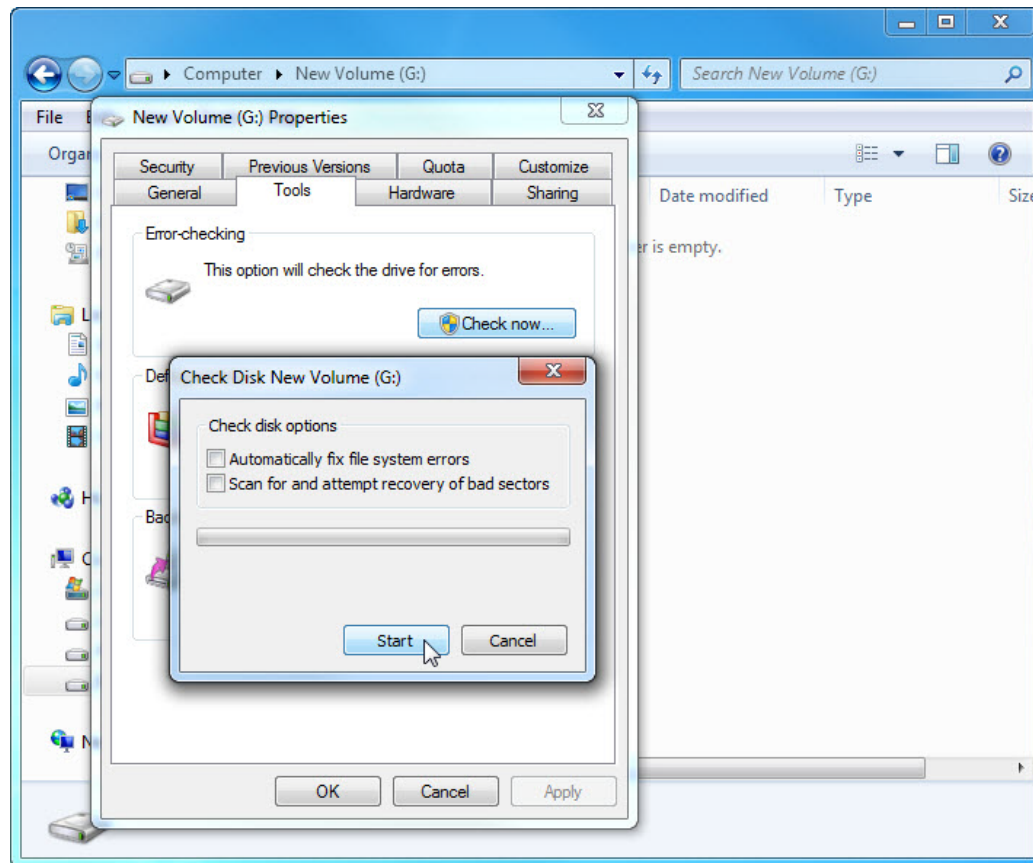 Computer ▸ New Volume (G:)
Search New Volume (G:)
File
New Volume (G:) Properties
Organ
Security Previous Versions Quota Customize
General Tools Hardware Sharing
Date modified Type Size
Error-checking
er is empty.
This option will check the drive for errors.
Check now...
L
Def
Check Disk New Volume (G:)
Check disk options
Automatically fix file system errors
Scan for and attempt recovery of bad sectors
H
Bac
C
Start Cancel
N
OK Cancel Apply